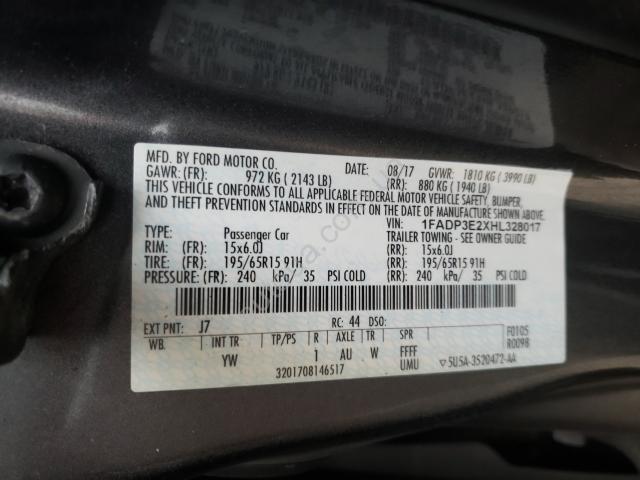 MFD. BY FORD MOTOR CO.
DATE: 08/17 GVWR: 1810 KG ( 3990 LB)
GAWR: (FR): 972 KG ( 2143 LB) (RR): 880 KG ( 1940 LB)
THIS VEHICLE CONFORMS TO ALL APPLICABLE FEDERAL MOTOR VEHICLE SAFETY, BUMPER,
AND THEFT PREVENTION STANDARDS IN EFFECT ON THE DATE OF MANUFACTURE SHOWN ABOVE.
VIN: 1FADP3E2XHL328017
TYPE: Passenger Car TRAILER TOWING - SEE OWNER GUIDE
RIM: (FR): 15x6.0J (RR): 15x6.0J
TIRE: (FR): 195/65R15 91H (RR): 195/65R15 91H
PRESSURE: (FR): 240 kPa/ 35 PSI COLD (RR): 240 kPa/ 35 PSI COLD
EXT PNT: J7 RC: 44 DSO: F0105
WB. INT TR TP/PS R AXLE TR SPR R0098
YW 1 AU W FFFF
UMU ▽5U5A-3520472-AA
3201708146517